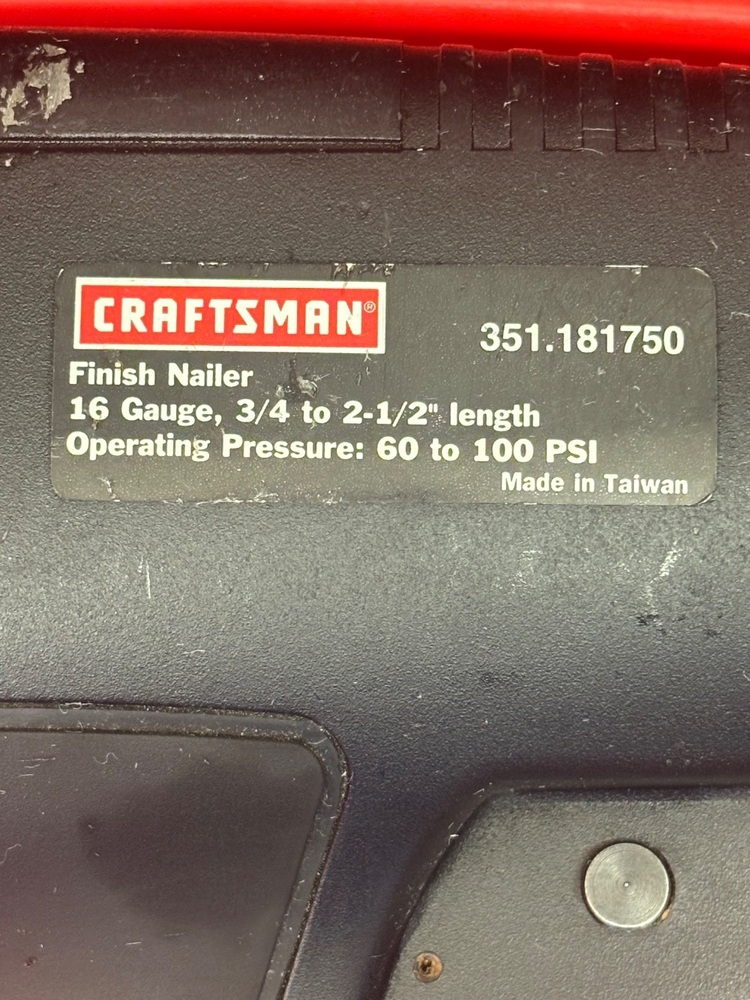 CRAFTSMAN®
351.181750
Finish Nailer
16 Gauge, 3/4 to 2-1/2" length
Operating Pressure: 60 to 100 PSI
Made in Taiwan